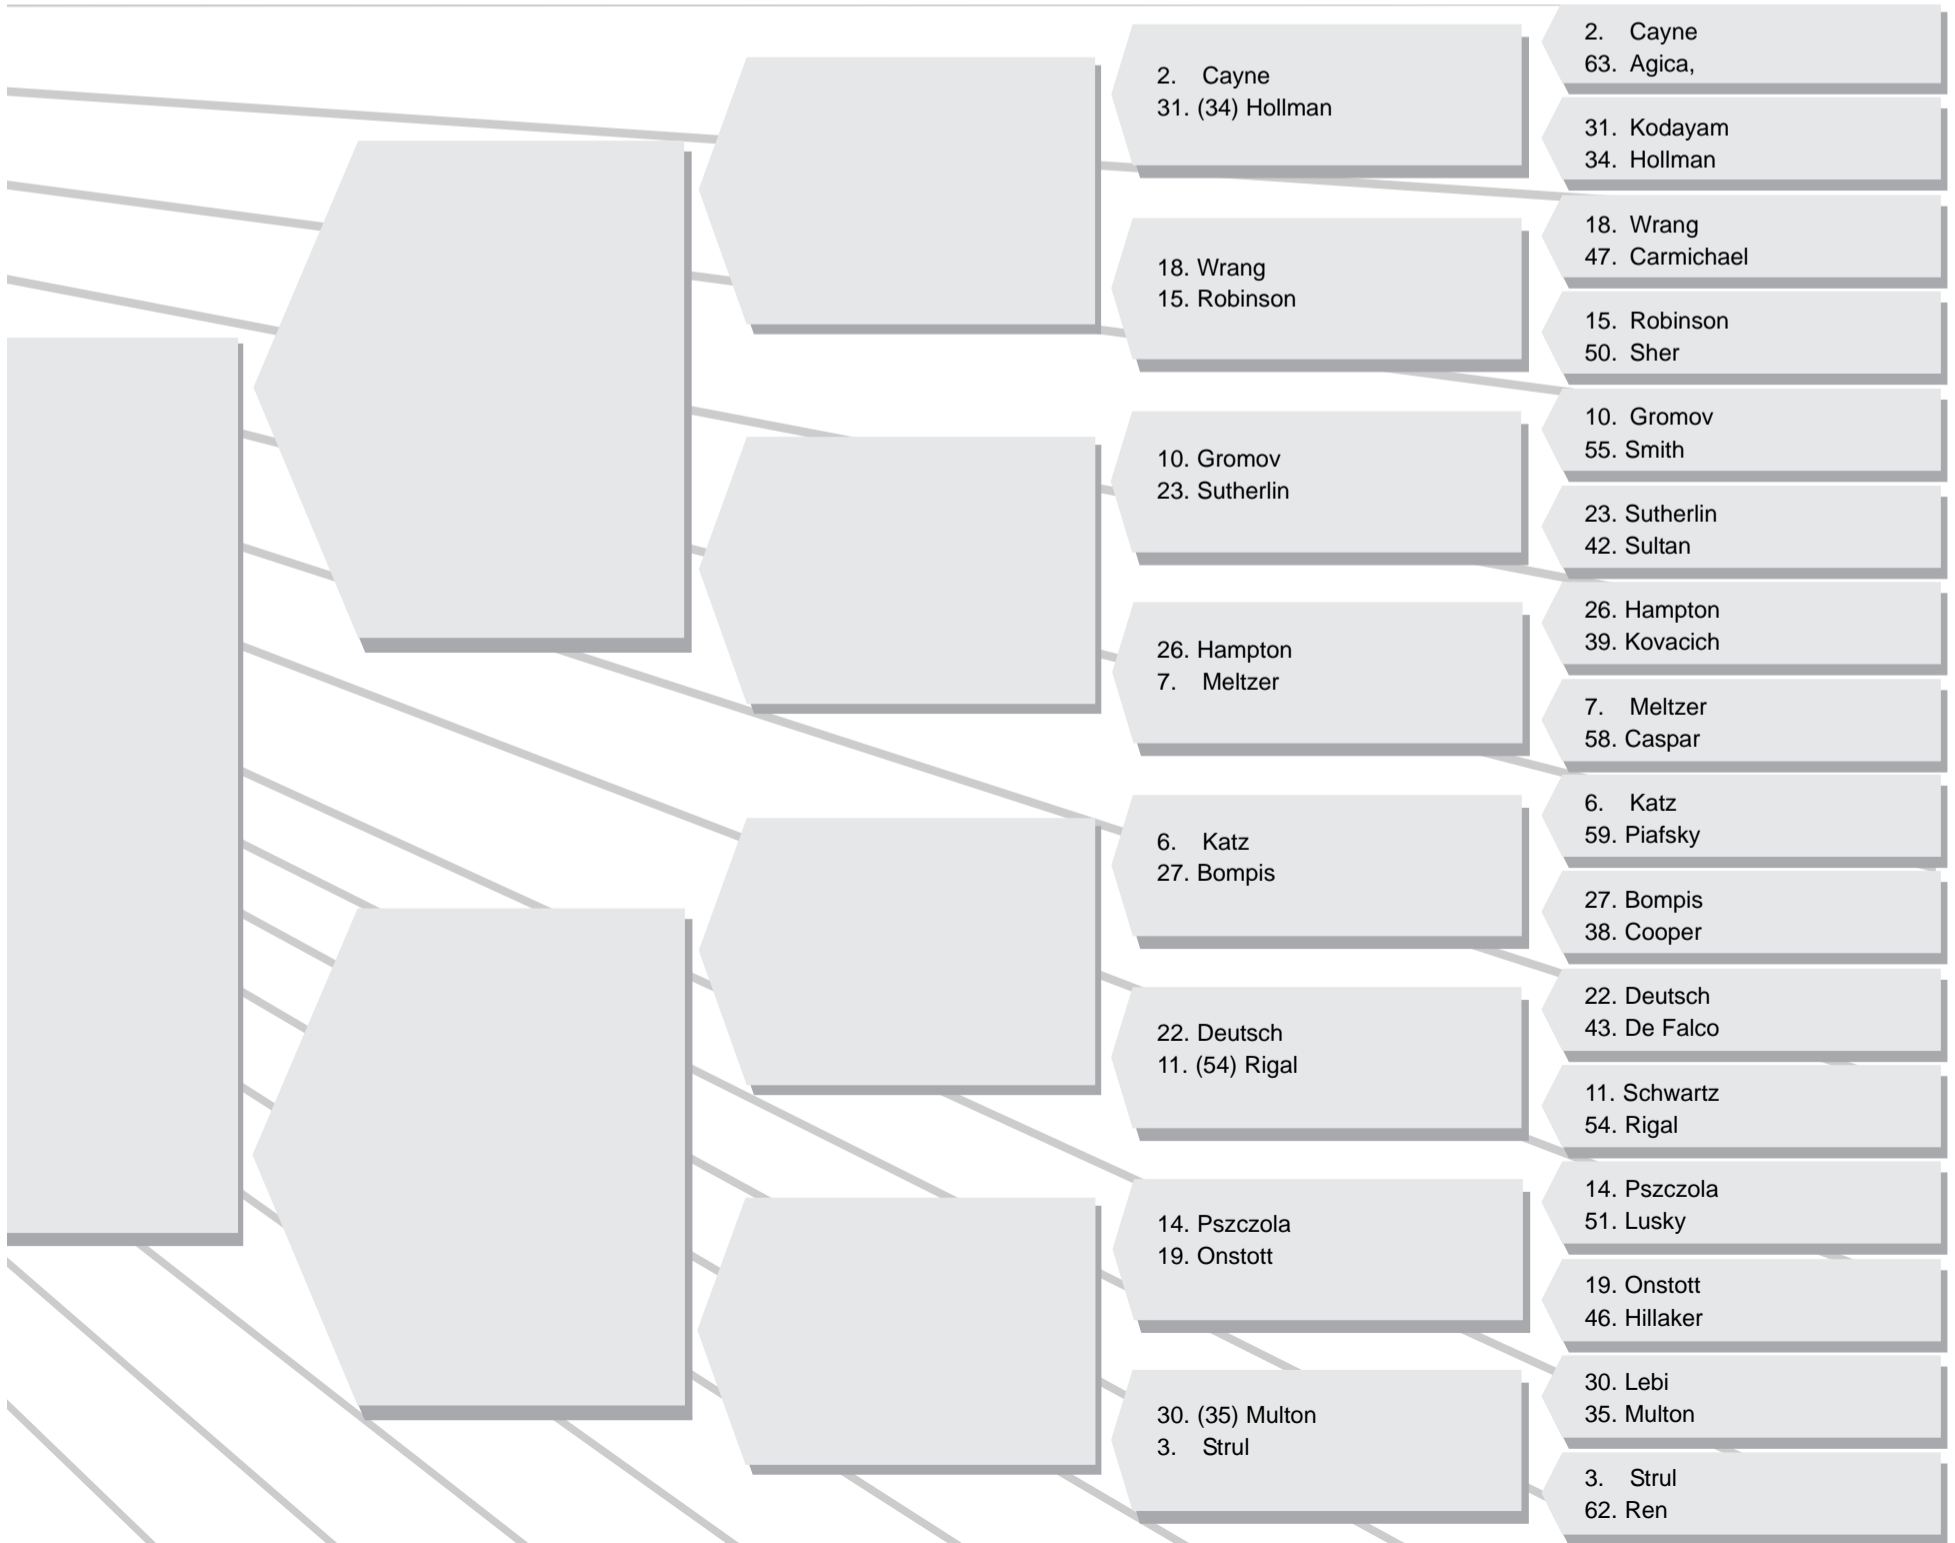 2. Cayne
31. (34) Hollman
18. Wrang
15. Robinson
10. Gromov
23. Sutherlin
26. Hampton
7. Meltzer
6. Katz
27. Bompis
22. Deutsch
11. (54) Rigal
14. Pszczola
19. Onstott
30. (35) Multon
3. Strul
2. Cayne
63. Agica,
31. Kodayam
34. Hollman
18. Wrang
47. Carmichael
15. Robinson
50. Sher
10. Gromov
55. Smith
23. Sutherlin
42. Sultan
26. Hampton
39. Kovacich
7. Meltzer
58. Caspar
6. Katz
59. Piafsky
27. Bompis
38. Cooper
22. Deutsch
43. De Falco
11. Schwartz
54. Rigal
14. Pszczola
51. Lusky
19. Onstott
46. Hillaker
30. Lebi
35. Multon
3. Strul
62. Ren